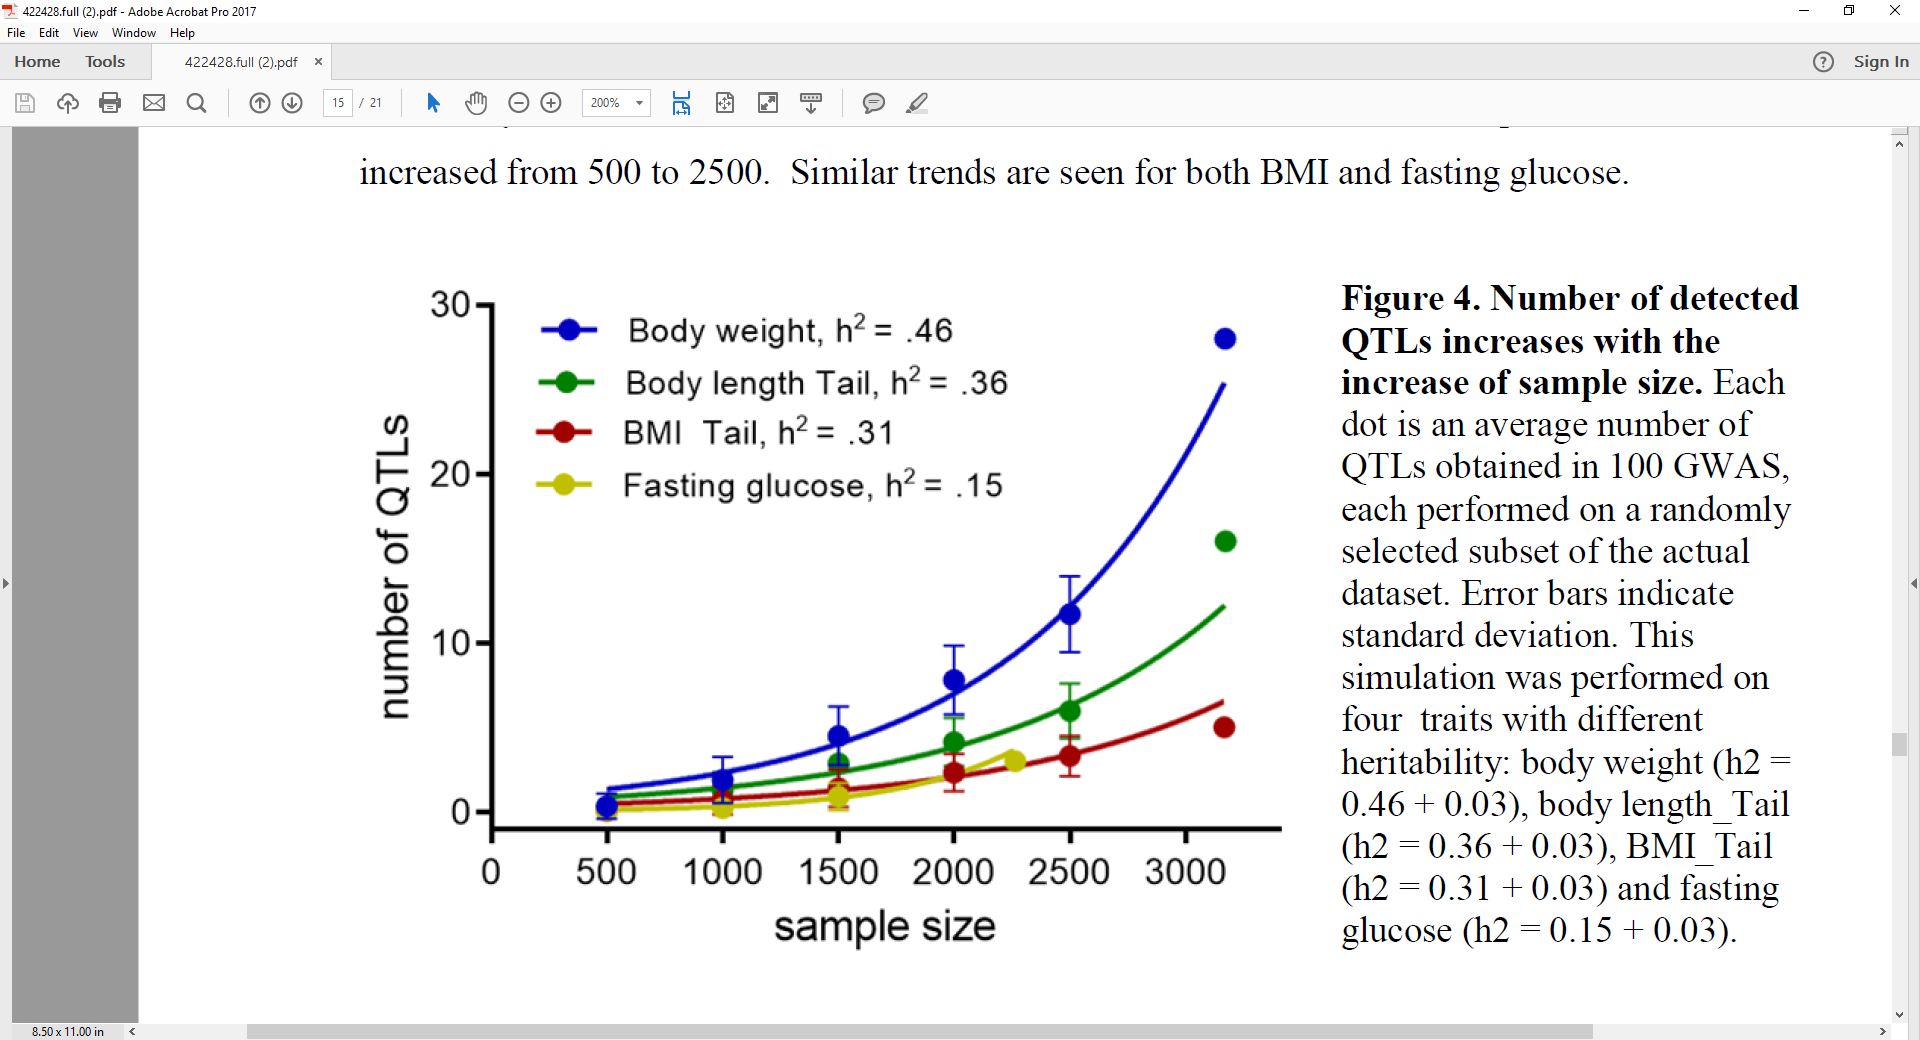 422428.full (2).pdf - Adobe Acrobat Pro 2017
File Edit View Window Help
Home Tools 422428.full (2).pdf × ? Sign In
15 / 21 200%
increased from 500 to 2500.  Similar trends are seen for both BMI and fasting glucose.
30
20
10
0
number of QTLs
Body weight, h² = .46
Body length Tail, h² = .36
BMI  Tail, h² = .31
Fasting glucose, h² = .15
0 500 1000 1500 2000 2500 3000
sample size
Figure 4. Number of detected
QTLs increases with the
increase of sample size. Each
dot is an average number of
QTLs obtained in 100 GWAS,
each performed on a randomly
selected subset of the actual
dataset. Error bars indicate
standard deviation. This
simulation was performed on
four  traits with different
heritability: body weight (h2 =
0.46 + 0.03), body length_Tail
(h2 = 0.36 + 0.03), BMI_Tail
(h2 = 0.31 + 0.03) and fasting
glucose (h2 = 0.15 + 0.03).
8.50 x 11.00 in